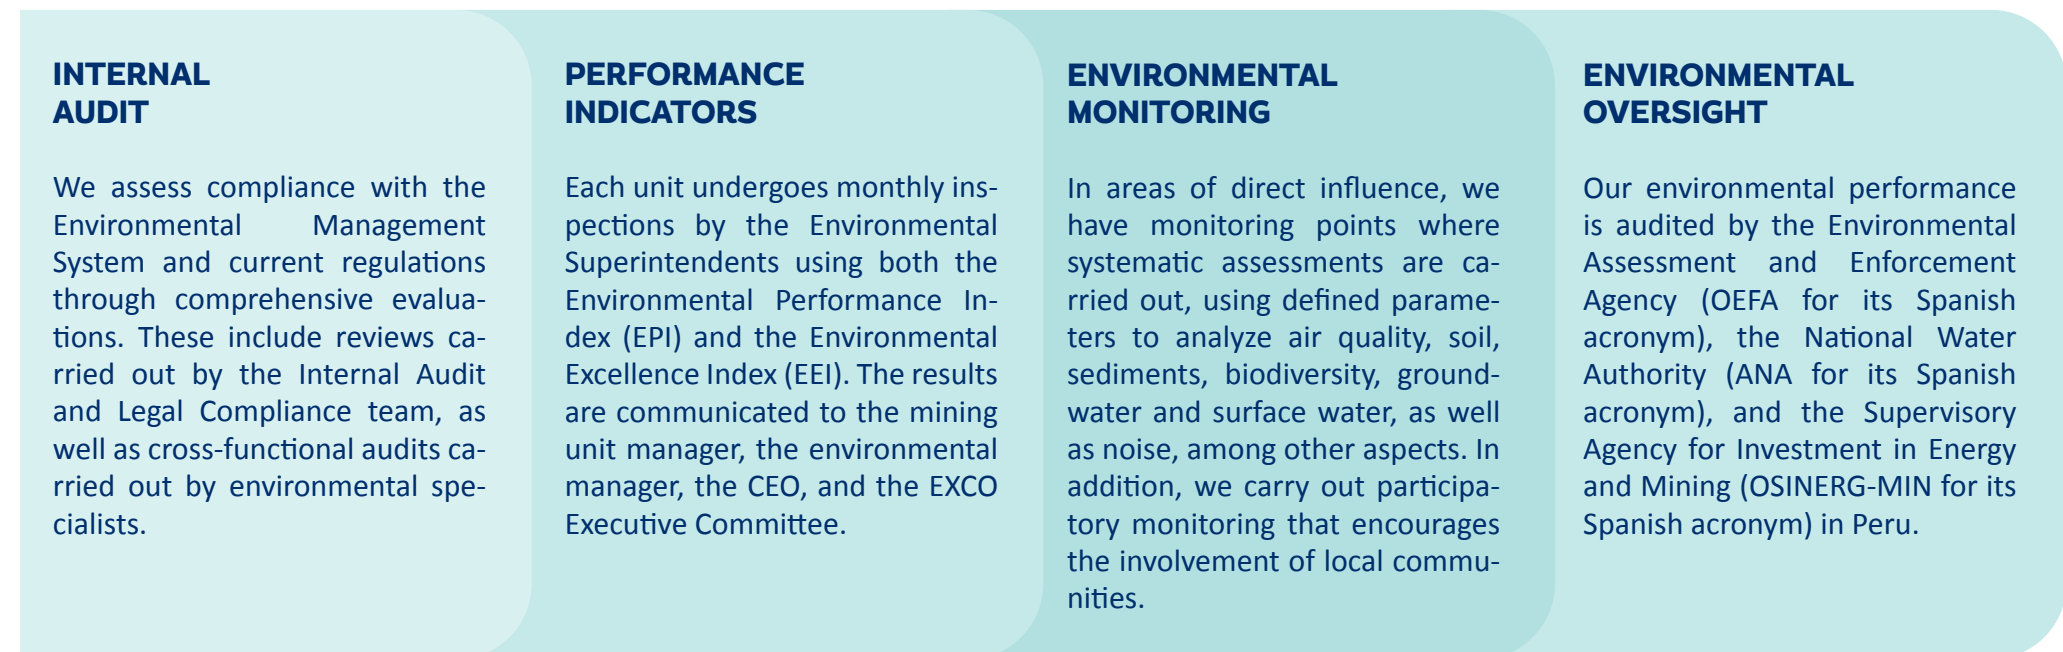 INTERNAL
AUDIT
We assess compliance with the
Environmental Management
System and current regulations
through comprehensive evalua-
tions. These include reviews ca-
rried out by the Internal Audit
and Legal Compliance team, as
well as cross-functional audits ca-
rried out by environmental spe-
cialists.
PERFORMANCE
INDICATORS
Each unit undergoes monthly ins-
pections by the Environmental
Superintendents using both the
Environmental Performance In-
dex (EPI) and the Environmental
Excellence Index (EEI). The results
are communicated to the mining
unit manager, the environmental
manager, the CEO, and the EXCO
Executive Committee.
ENVIRONMENTAL
MONITORING
In areas of direct influence, we
have monitoring points where
systematic assessments are ca-
rried out, using defined parame-
ters to analyze air quality, soil,
sediments, biodiversity, ground-
water and surface water, as well
as noise, among other aspects. In
addition, we carry out participa-
tory monitoring that encourages
the involvement of local commu-
nities.
ENVIRONMENTAL
OVERSIGHT
Our environmental performance
is audited by the Environmental
Assessment and Enforcement
Agency (OEFA for its Spanish
acronym), the National Water
Authority (ANA for its Spanish
acronym), and the Supervisory
Agency for Investment in Energy
and Mining (OSINERG-MIN for its
Spanish acronym) in Peru.